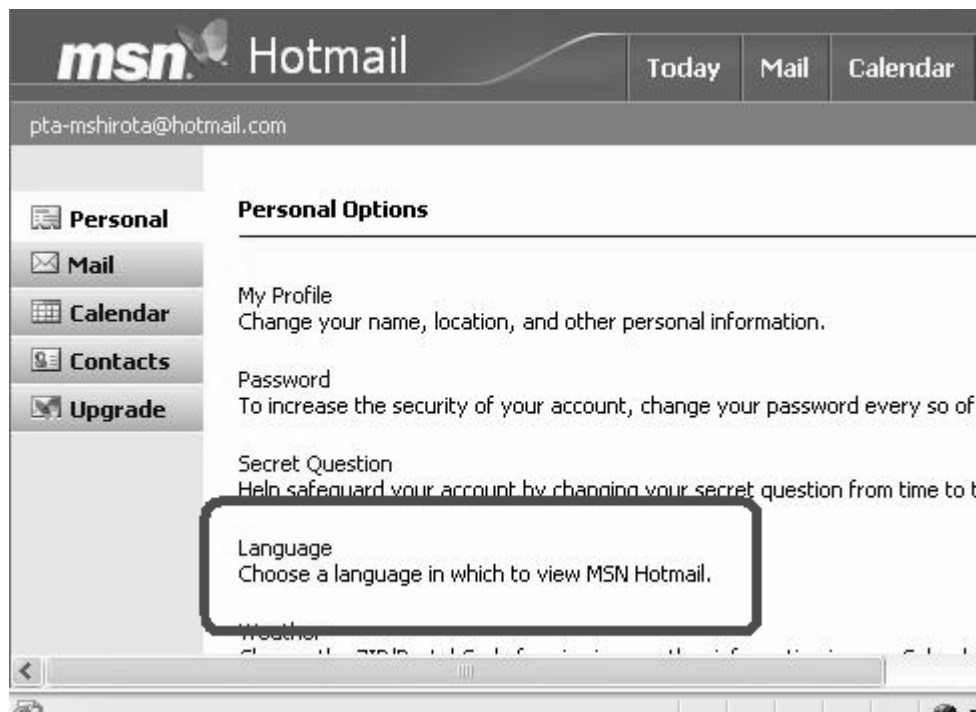 msn Hotmail
Today Mail Calendar
pta-mshirota@hotmail.com
Personal
Mail
Calendar
Contacts
Upgrade
Personal Options
My Profile
Change your name, location, and other personal information.
Password
To increase the security of your account, change your password every so of
Secret Question
Help safeguard your account by changing your secret question from time to t
Language
Choose a language in which to view MSN Hotmail.
Weather